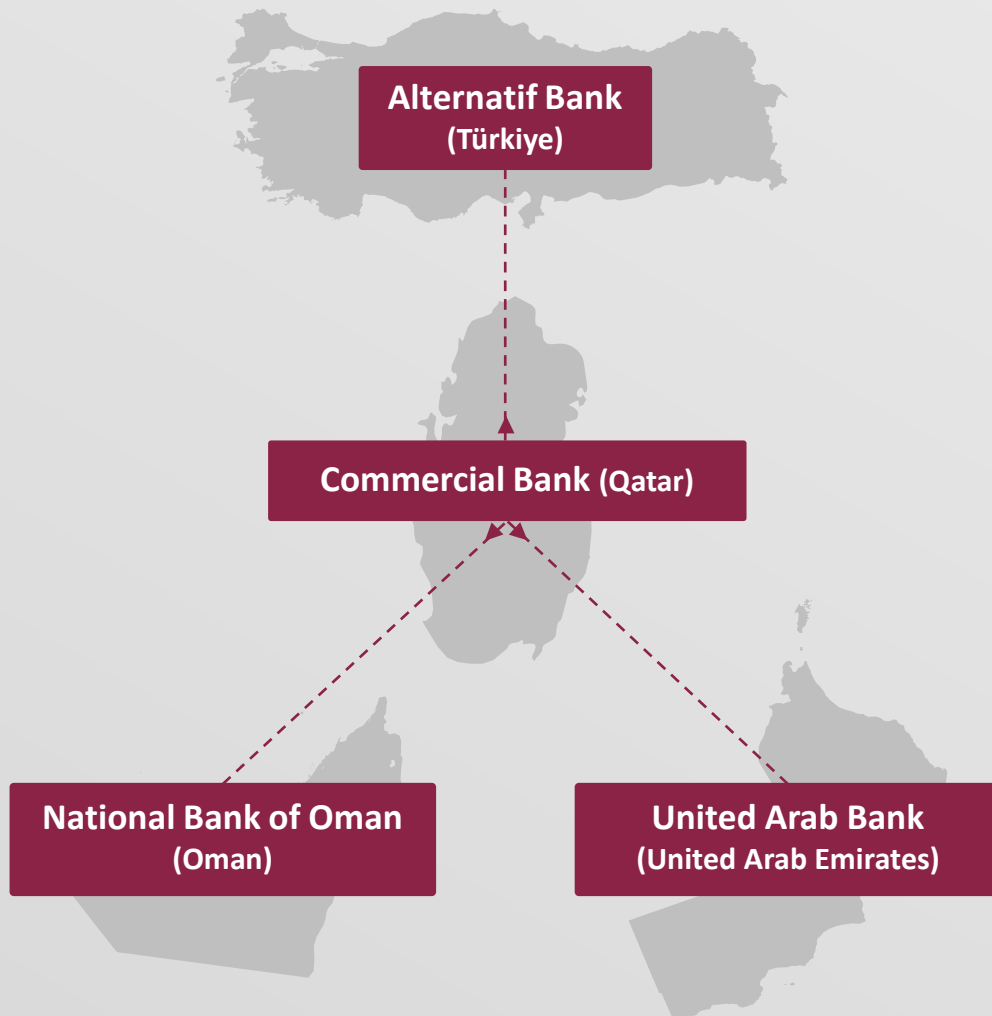 Alternatif Bank
(Türkiye)
Commercial Bank (Qatar)
National Bank of Oman
(Oman)
United Arab Bank
(United Arab Emirates)